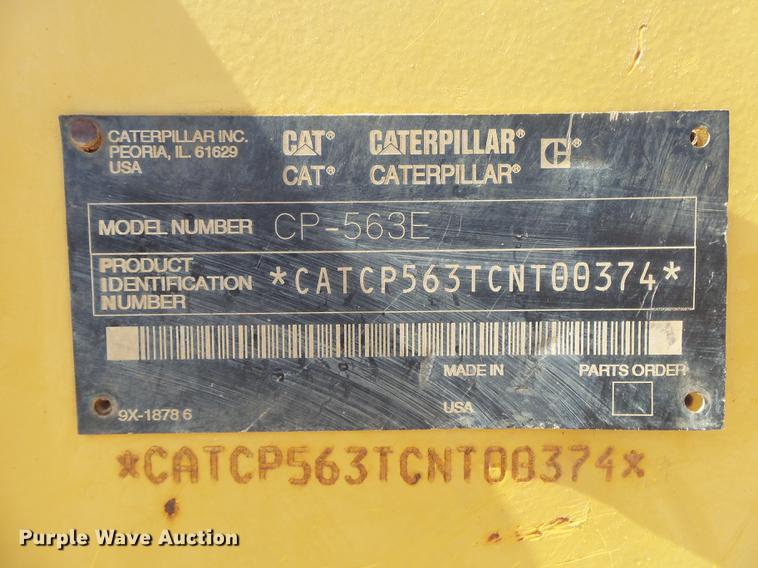 CATERPILLAR INC.
PEORIA, IL. 61629
USA
CAT® CATERPILLAR® C®
CAT® CATERPILLAR®
MODEL NUMBER CP-563E
PRODUCT
IDENTIFICATION
NUMBER
*CATCP563TCNT00374*
MADE IN
USA
PARTS ORDER
9X-1878 6
*CATCP563TCNT00374*
Purple Wave Auction